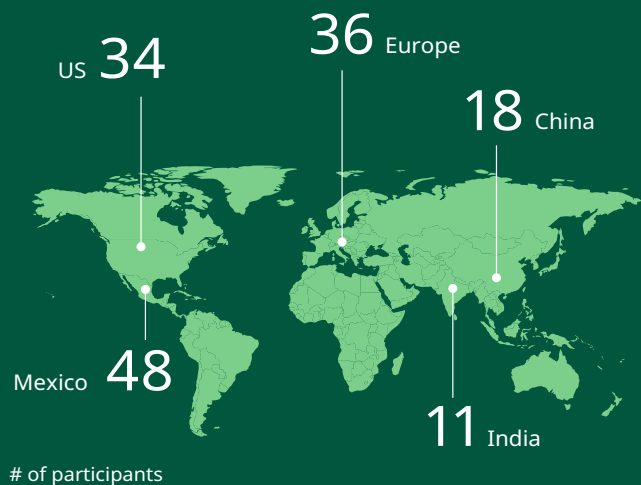 US 34
36 Europe
18 China
Mexico 48
11 India
# of participants